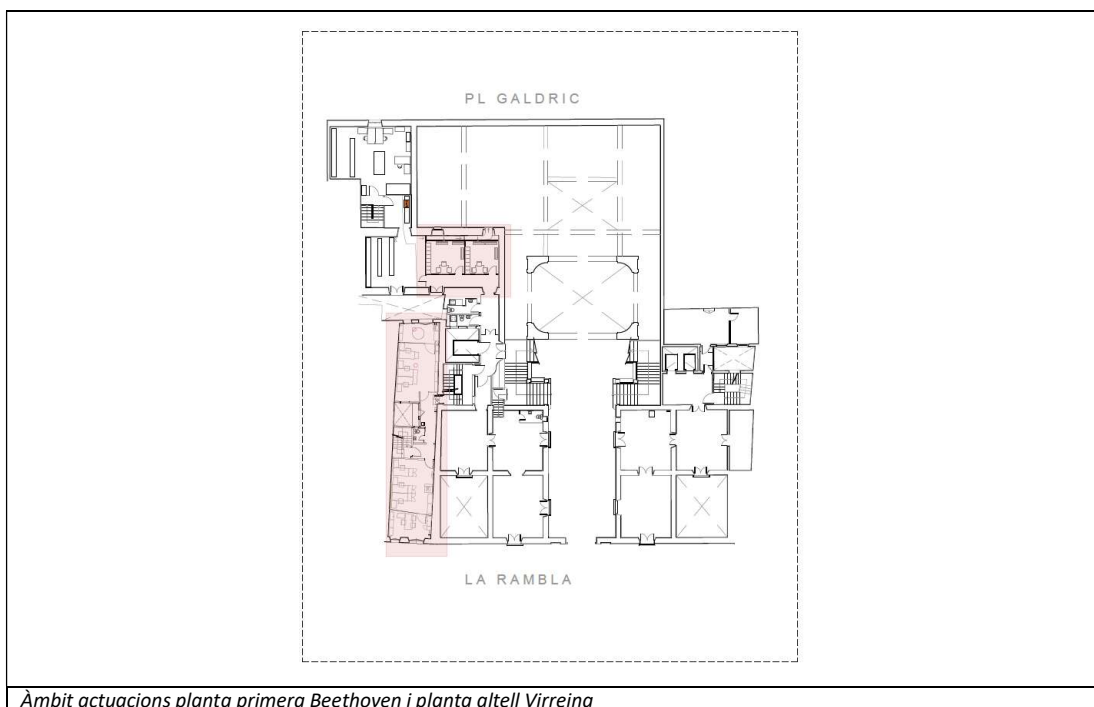 PL GALDRIC
LA RAMBLA
Àmbit actuacions planta primera Beethoven i planta altell Virreina